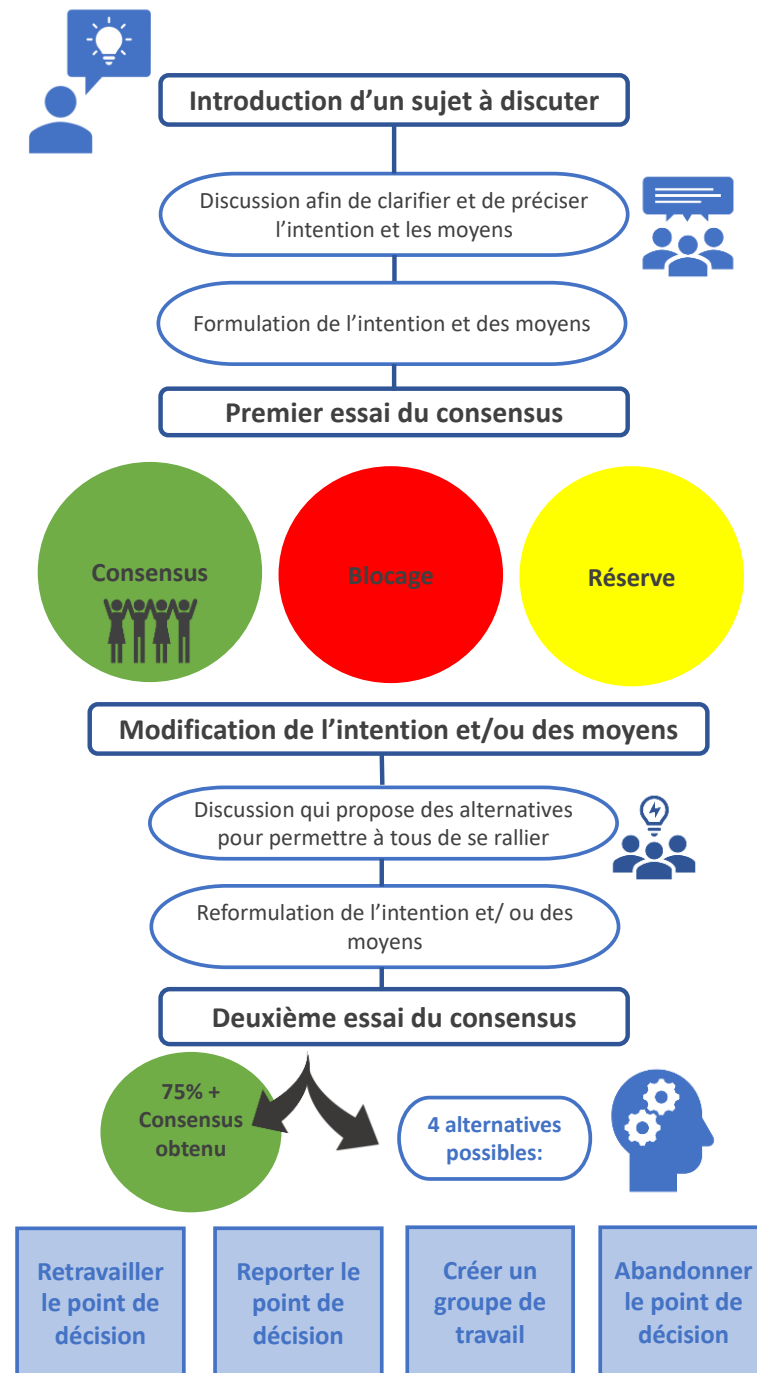 Introduction d’un sujet à discuter
Discussion afin de clarifier et de préciser
l’intention et les moyens
Formulation de l’intention et des moyens
Premier essai du consensus
Consensus
Blocage
Réserve
Modification de l’intention et/ou des moyens
Discussion qui propose des alternatives
pour permettre à tous de se rallier
Reformulation de l’intention et/ ou des
moyens
Deuxième essai du consensus
75% +
Consensus
obtenu
4 alternatives
possibles:
Retravailler
le point de
décision
Reporter le
point de
décision
Créer un
groupe de
travail
Abandonner
le point de
décision